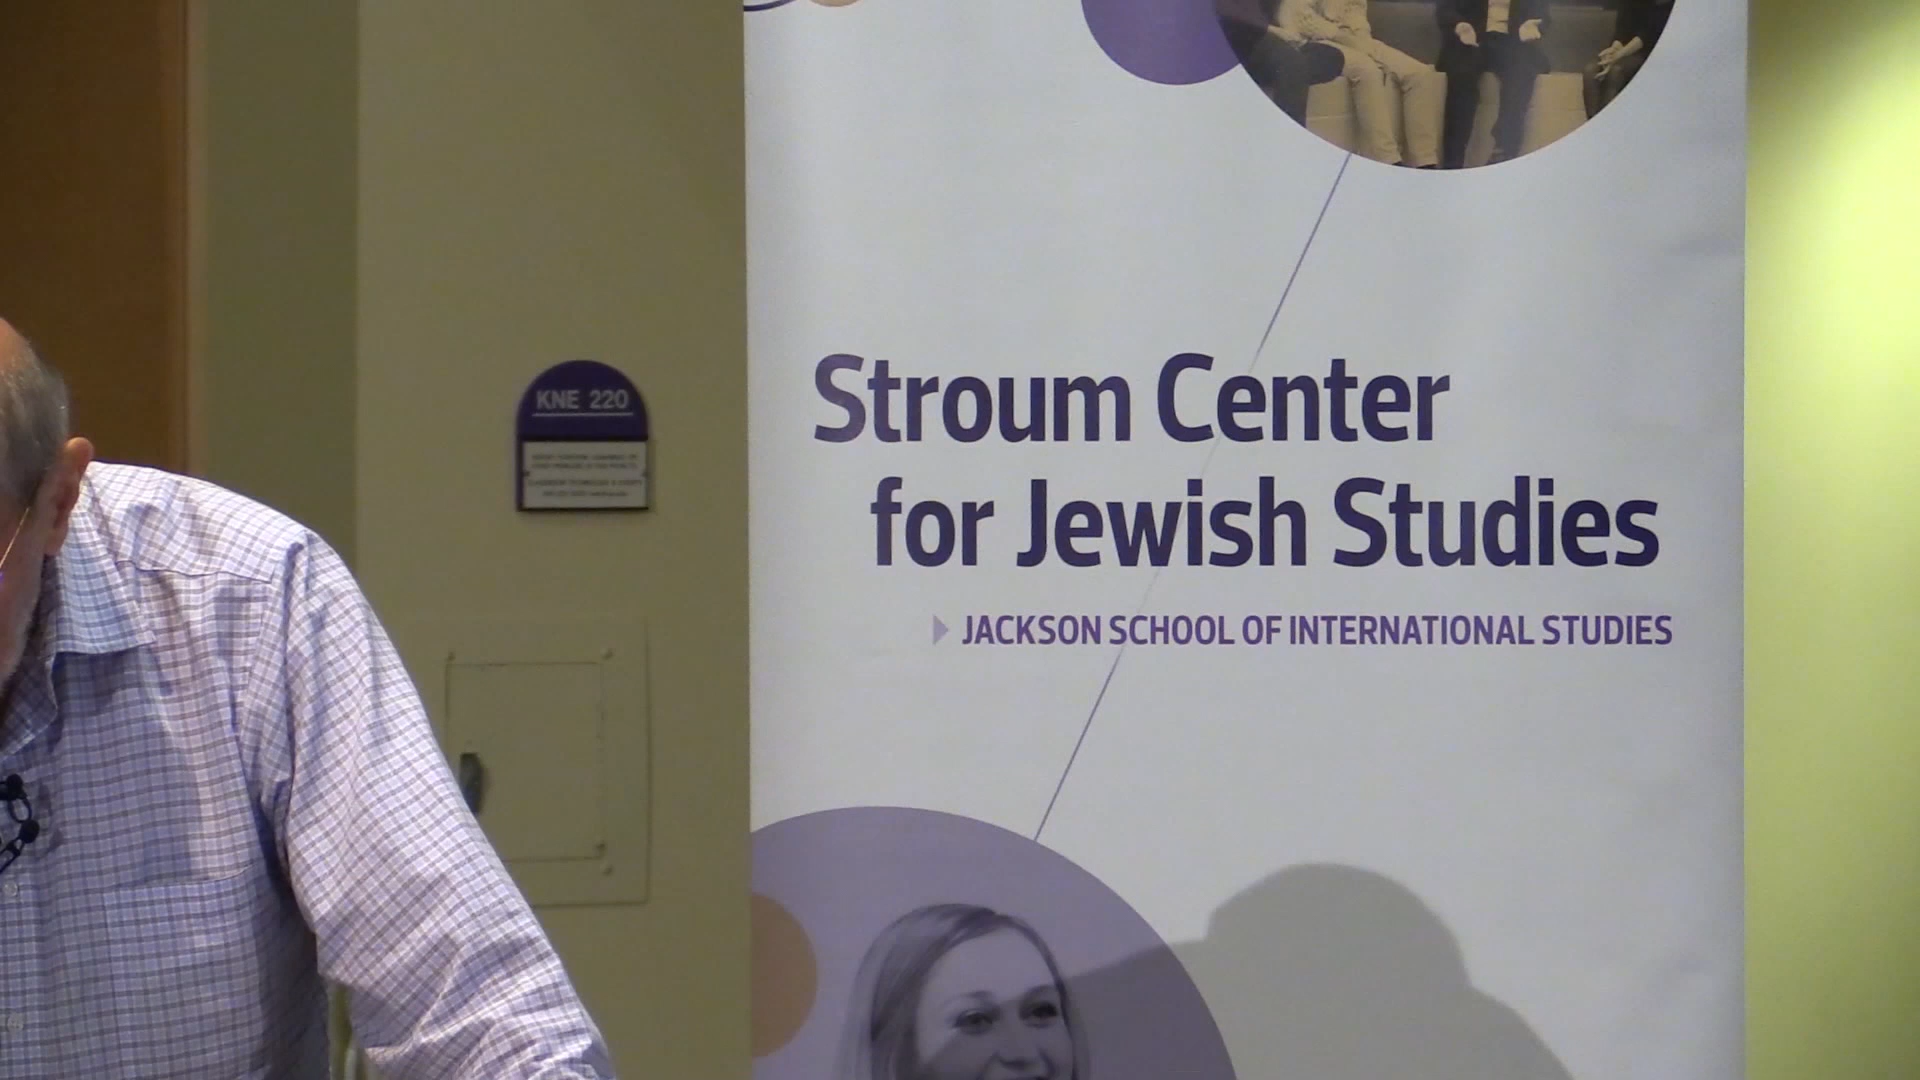 KNE 220
Stroum Center
for Jewish Studies
JACKSON SCHOOL OF INTERNATIONAL STUDIES